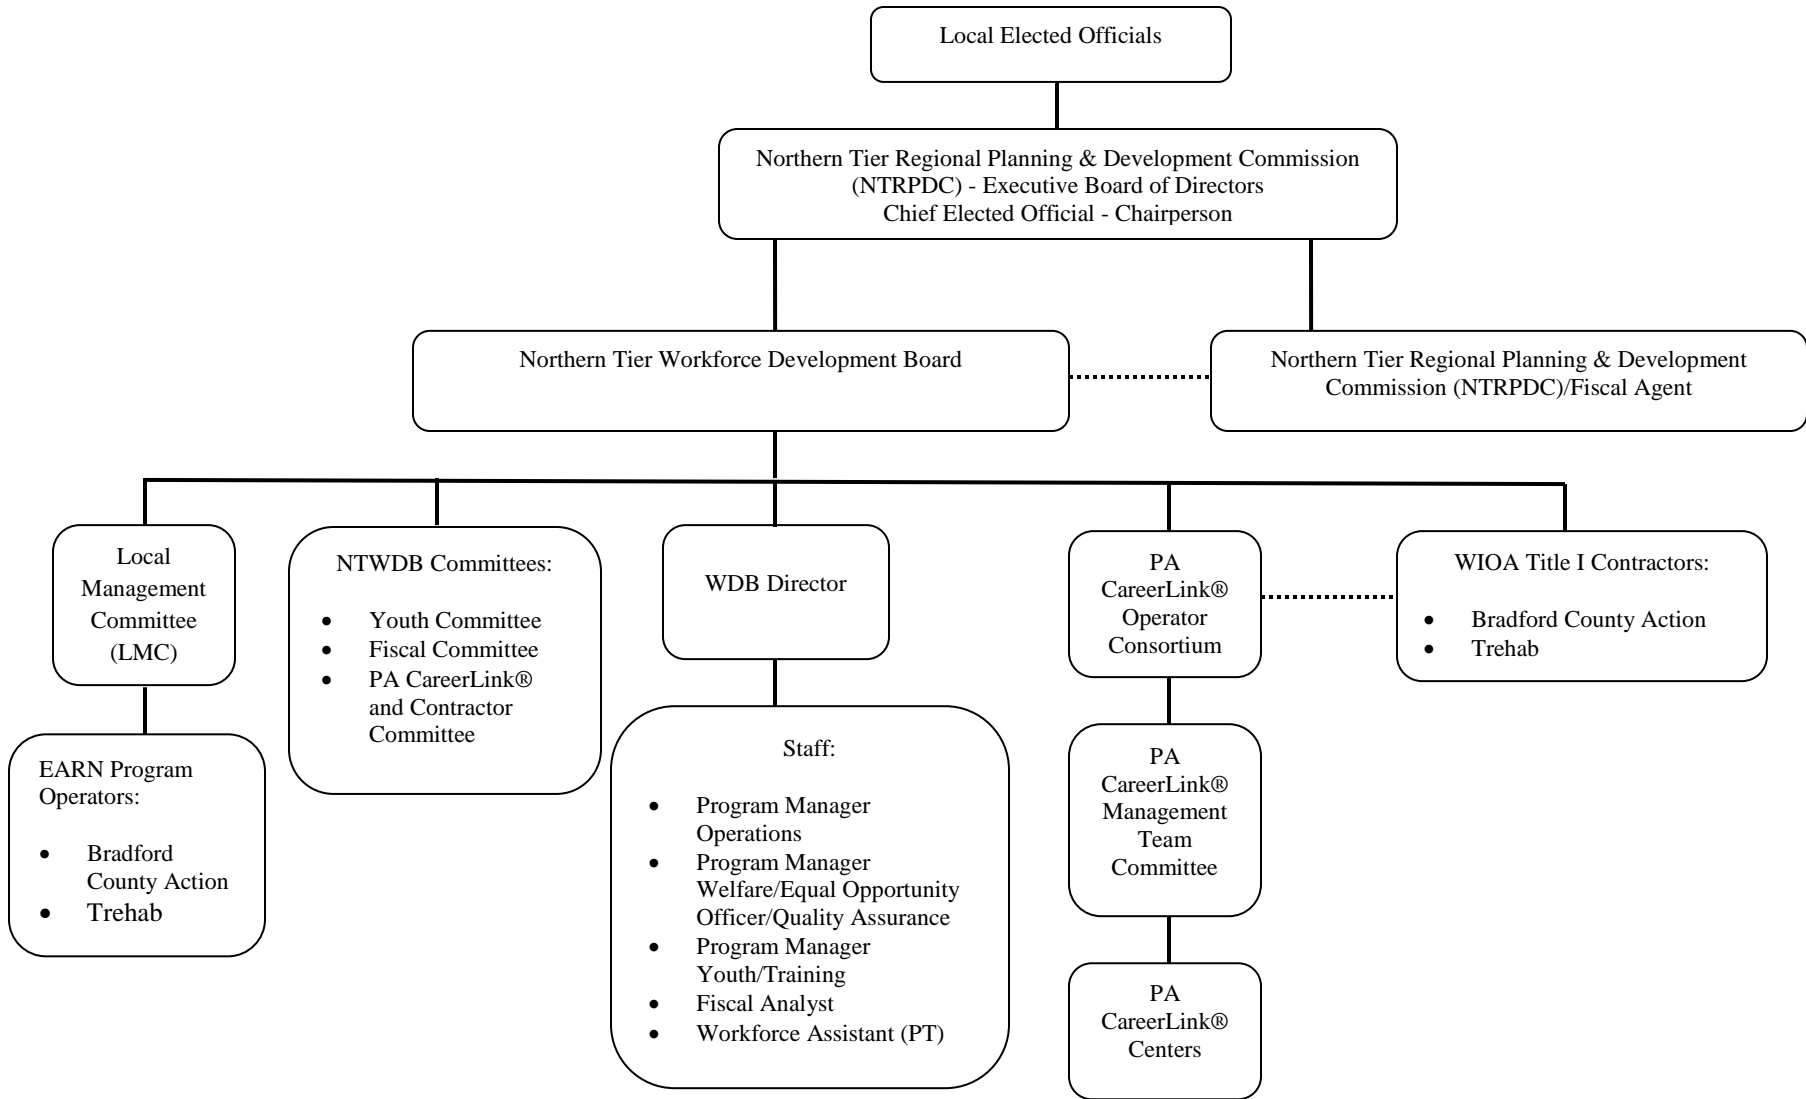 Local Elected Officials
Northern Tier Regional Planning & Development Commission
(NTRPDC) - Executive Board of Directors
Chief Elected Official - Chairperson
Northern Tier Workforce Development Board
Northern Tier Regional Planning & Development
Commission (NTRPDC)/Fiscal Agent
Local
Management
Committee
(LMC)
NTWDB Committees:
• Youth Committee
• Fiscal Committee
• PA CareerLink®
and Contractor
Committee
WDB Director
PA
CareerLink®
Operator
Consortium
WIOA Title I Contractors:
• Bradford County Action
• Trehab
EARN Program
Operators:
• Bradford
County Action
• Trehab
Staff:
• Program Manager
Operations
• Program Manager
Welfare/Equal Opportunity
Officer/Quality Assurance
• Program Manager
Youth/Training
• Fiscal Analyst
• Workforce Assistant (PT)
PA
CareerLink®
Management
Team
Committee
PA
CareerLink®
Centers